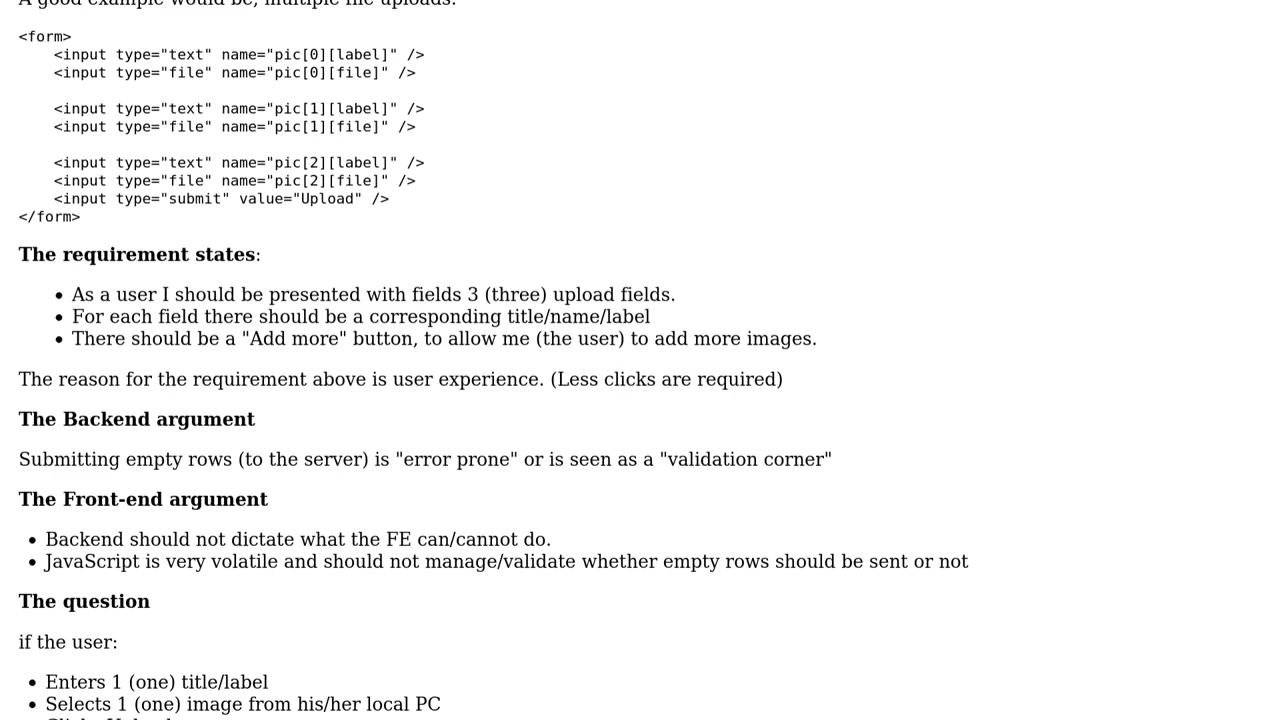 A good example would be, multiple file uploads.
<form>
    <input type="text" name="pic[0][label]" />
    <input type="file" name="pic[0][file]" />

    <input type="text" name="pic[1][label]" />
    <input type="file" name="pic[1][file]" />

    <input type="text" name="pic[2][label]" />
    <input type="file" name="pic[2][file]" />
    <input type="submit" value="Upload" />
</form>
The requirement states:
• As a user I should be presented with fields 3 (three) upload fields.
• For each field there should be a corresponding title/name/label
• There should be a "Add more" button, to allow me (the user) to add more images.
The reason for the requirement above is user experience. (Less clicks are required)
The Backend argument
Submitting empty rows (to the server) is "error prone" or is seen as a "validation corner"
The Front-end argument
• Backend should not dictate what the FE can/cannot do.
• JavaScript is very volatile and should not manage/validate whether empty rows should be sent or not
The question
if the user:
• Enters 1 (one) title/label
• Selects 1 (one) image from his/her local PC